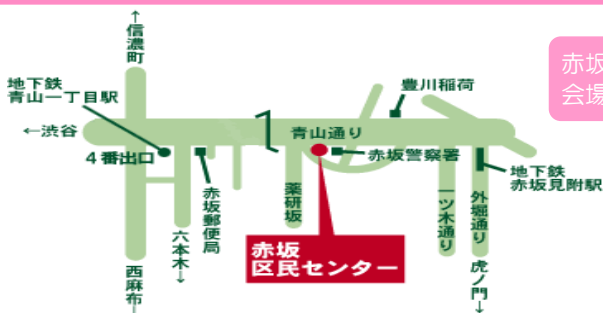 ↑信濃町
地下鉄
青山一丁目駅
←渋谷
4番出口
赤坂郵便局
六本木↓
西麻布↓
青山通り
薬研坂
赤坂
区民センター
豊川稲荷
赤坂警察署
一ツ木通り
外堀通り
虎ノ門↓
地下鉄
赤坂見附駅
赤坂
会場